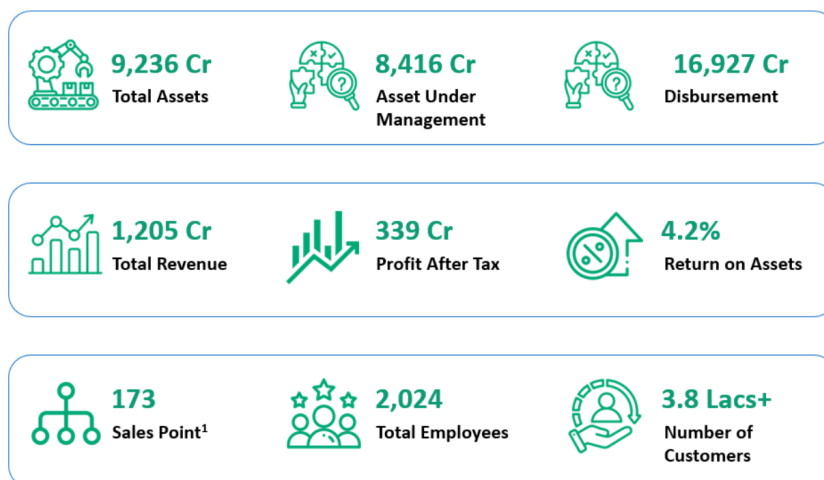 9,236 Cr
Total Assets
8,416 Cr
Asset Under
Management
16,927 Cr
Disbursement
1,205 Cr
Total Revenue
339 Cr
Profit After Tax
4.2%
Return on Assets
173
Sales Point¹
2,024
Total Employees
3.8 Lacs+
Number of
Customers